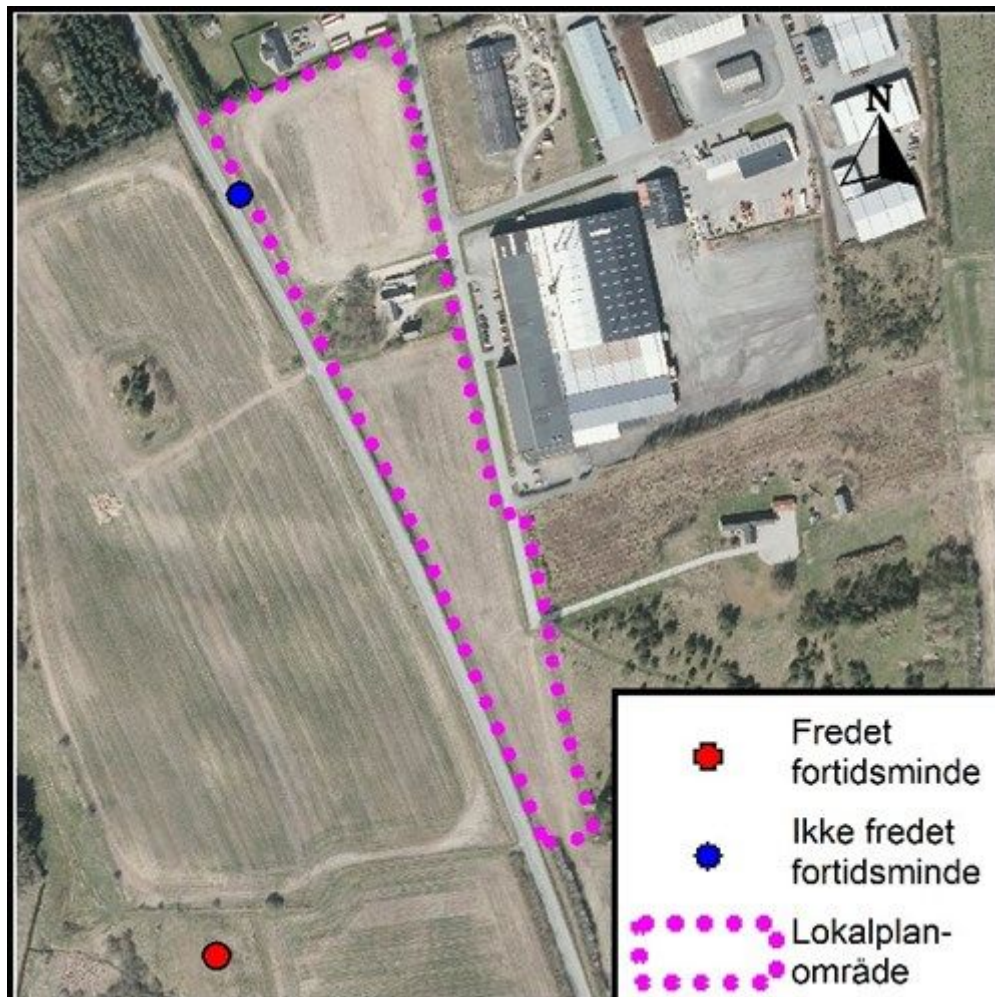 N
Fredet
fortidsminde
Ikke fredet
fortidsminde
Lokalplan-
område